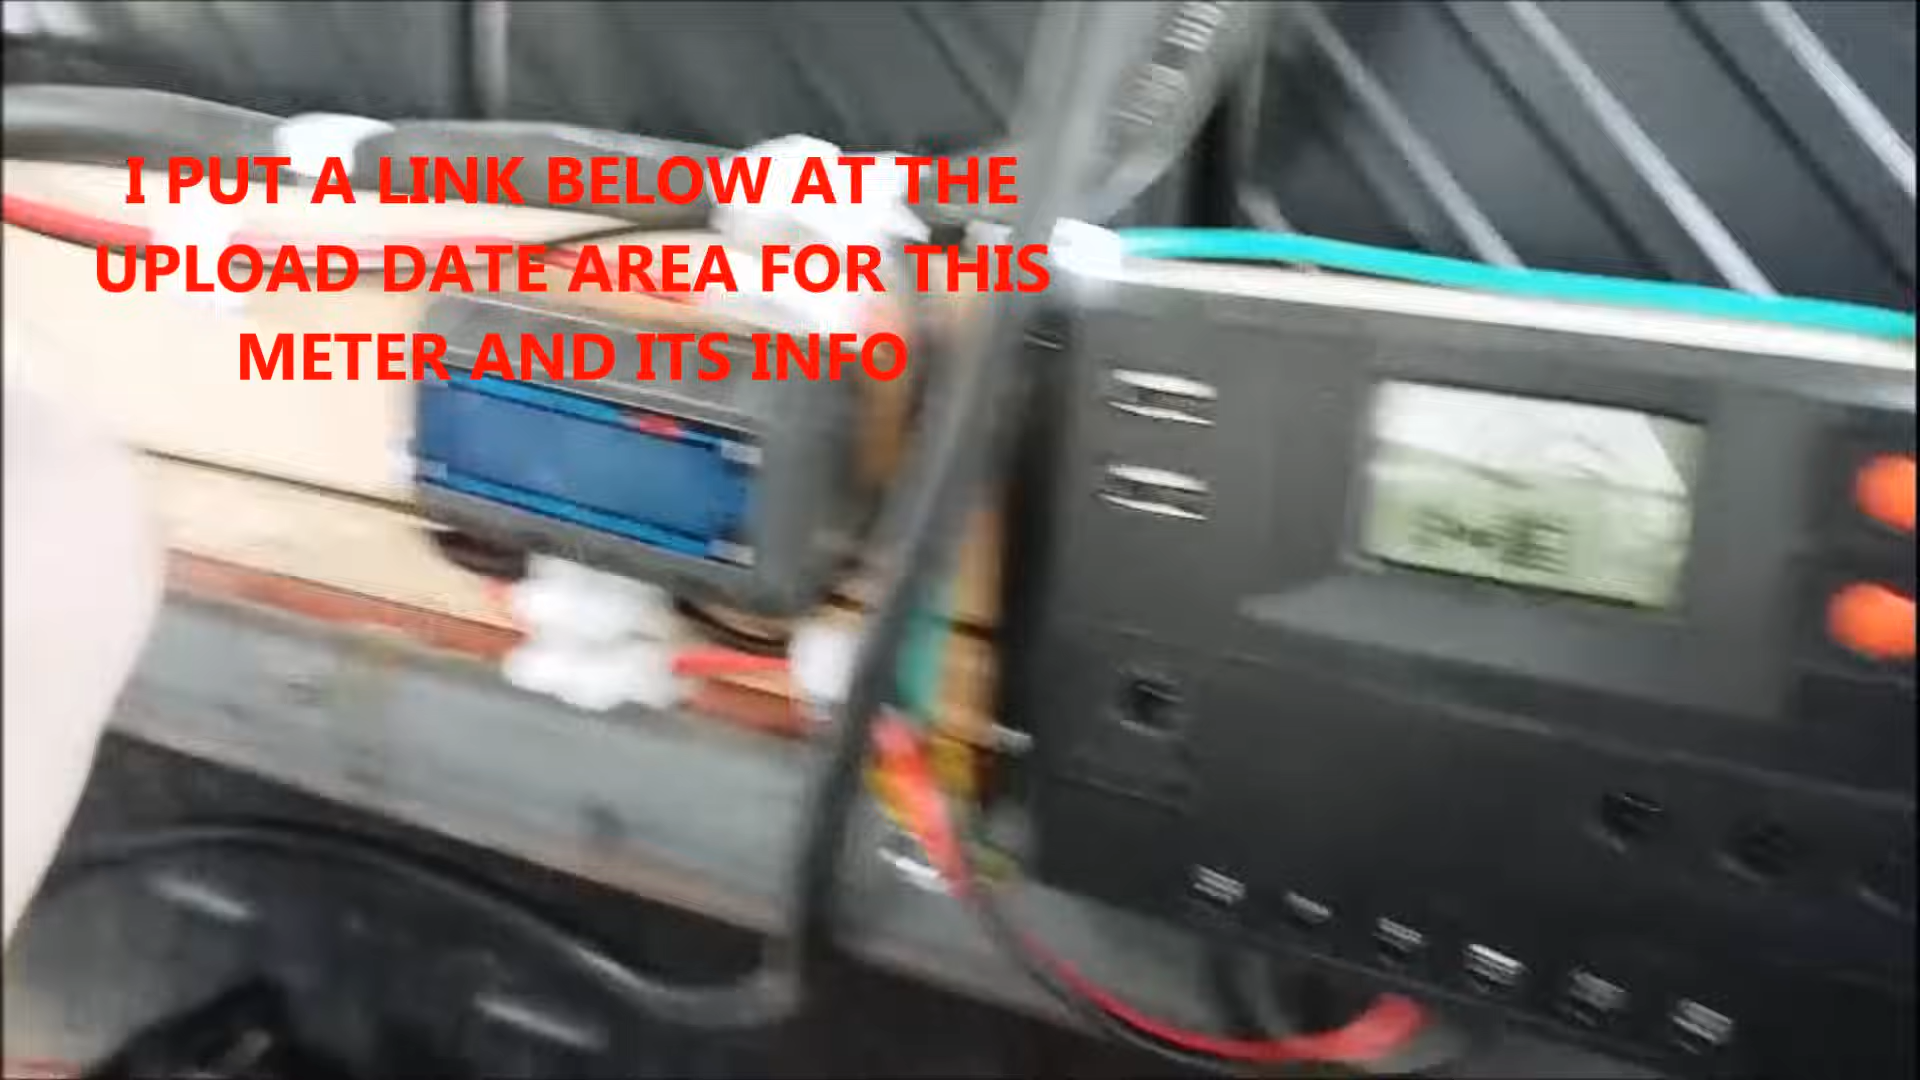 I PUT A LINK BELOW AT THE
UPLOAD DATE AREA FOR THIS
METER AND ITS INFO